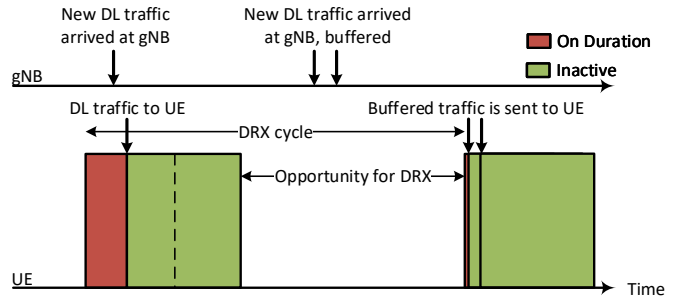 New DL traffic
arrived at gNB
New DL traffic arrived
at gNB, buffered
On Duration
Inactive
gNB
DL traffic to UE
Buffered traffic is sent to UE
DRX cycle
Opportunity for DRX
UE
Time